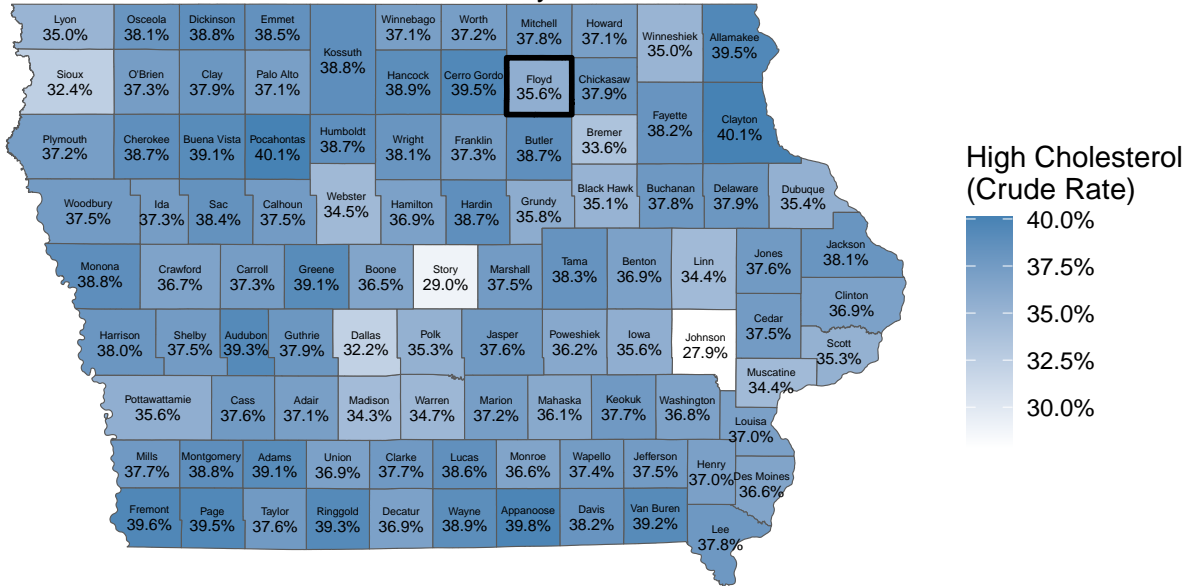 Lyon
35.0%
Osceola
38.1%
Dickinson
38.8%
Emmet
38.5%
Winnebago
37.1%
Worth
37.2%
Mitchell
37.8%
Howard
37.1%
Winneshiek
35.0%
Allamakee
39.5%
Kossuth
38.8%
Sioux
32.4%
O'Brien
37.3%
Clay
37.9%
Palo Alto
37.1%
Hancock
38.9%
Cerro Gordo
39.5%
Floyd
35.6%
Chickasaw
37.9%
Fayette
38.2%
Clayton
40.1%
Plymouth
37.2%
Cherokee
38.7%
Buena Vista
39.1%
Pocahontas
40.1%
Humboldt
38.7%
Wright
38.1%
Franklin
37.3%
Butler
38.7%
Bremer
33.6%
Woodbury
37.5%
Ida
37.3%
Sac
38.4%
Calhoun
37.5%
Webster
34.5%
Hamilton
36.9%
Hardin
38.7%
Grundy
35.8%
Black Hawk
35.1%
Buchanan
37.8%
Delaware
37.9%
Dubuque
35.4%
Monona
38.8%
Crawford
36.7%
Carroll
37.3%
Greene
39.1%
Boone
36.5%
Story
29.0%
Marshall
37.5%
Tama
38.3%
Benton
36.9%
Linn
34.4%
Jones
37.6%
Jackson
38.1%
Clinton
36.9%
Harrison
38.0%
Shelby
37.5%
Audubon
39.3%
Guthrie
37.9%
Dallas
32.2%
Polk
35.3%
Jasper
37.6%
Poweshiek
36.2%
Iowa
35.6%
Johnson
27.9%
Cedar
37.5%
Scott
35.3%
Muscatine
34.4%
Pottawattamie
35.6%
Cass
37.6%
Adair
37.1%
Madison
34.3%
Warren
34.7%
Marion
37.2%
Mahaska
36.1%
Keokuk
37.7%
Washington
36.8%
Louisa
37.0%
Mills
37.7%
Montgomery
38.8%
Adams
39.1%
Union
36.9%
Clarke
37.7%
Lucas
38.6%
Monroe
36.6%
Wapello
37.4%
Jefferson
37.5%
Henry
37.0%
Des Moines
36.6%
Fremont
39.6%
Page
39.5%
Taylor
37.6%
Ringgold
39.3%
Decatur
36.9%
Wayne
38.9%
Appanoose
39.8%
Davis
38.2%
Van Buren
39.2%
Lee
37.8%
High Cholesterol
(Crude Rate)
40.0%
37.5%
35.0%
32.5%
30.0%